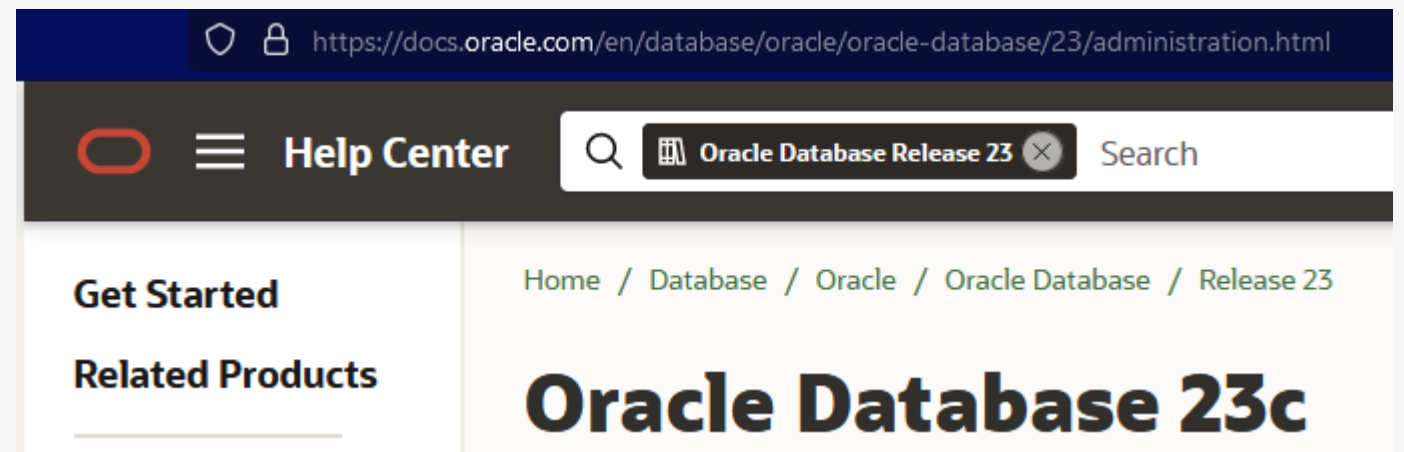 https://docs.oracle.com/en/database/oracle/oracle-database/23/administration.html
Help Center
Oracle Database Release 23
Search
Get Started
Related Products
Home / Database / Oracle / Oracle Database / Release 23
Oracle Database 23c